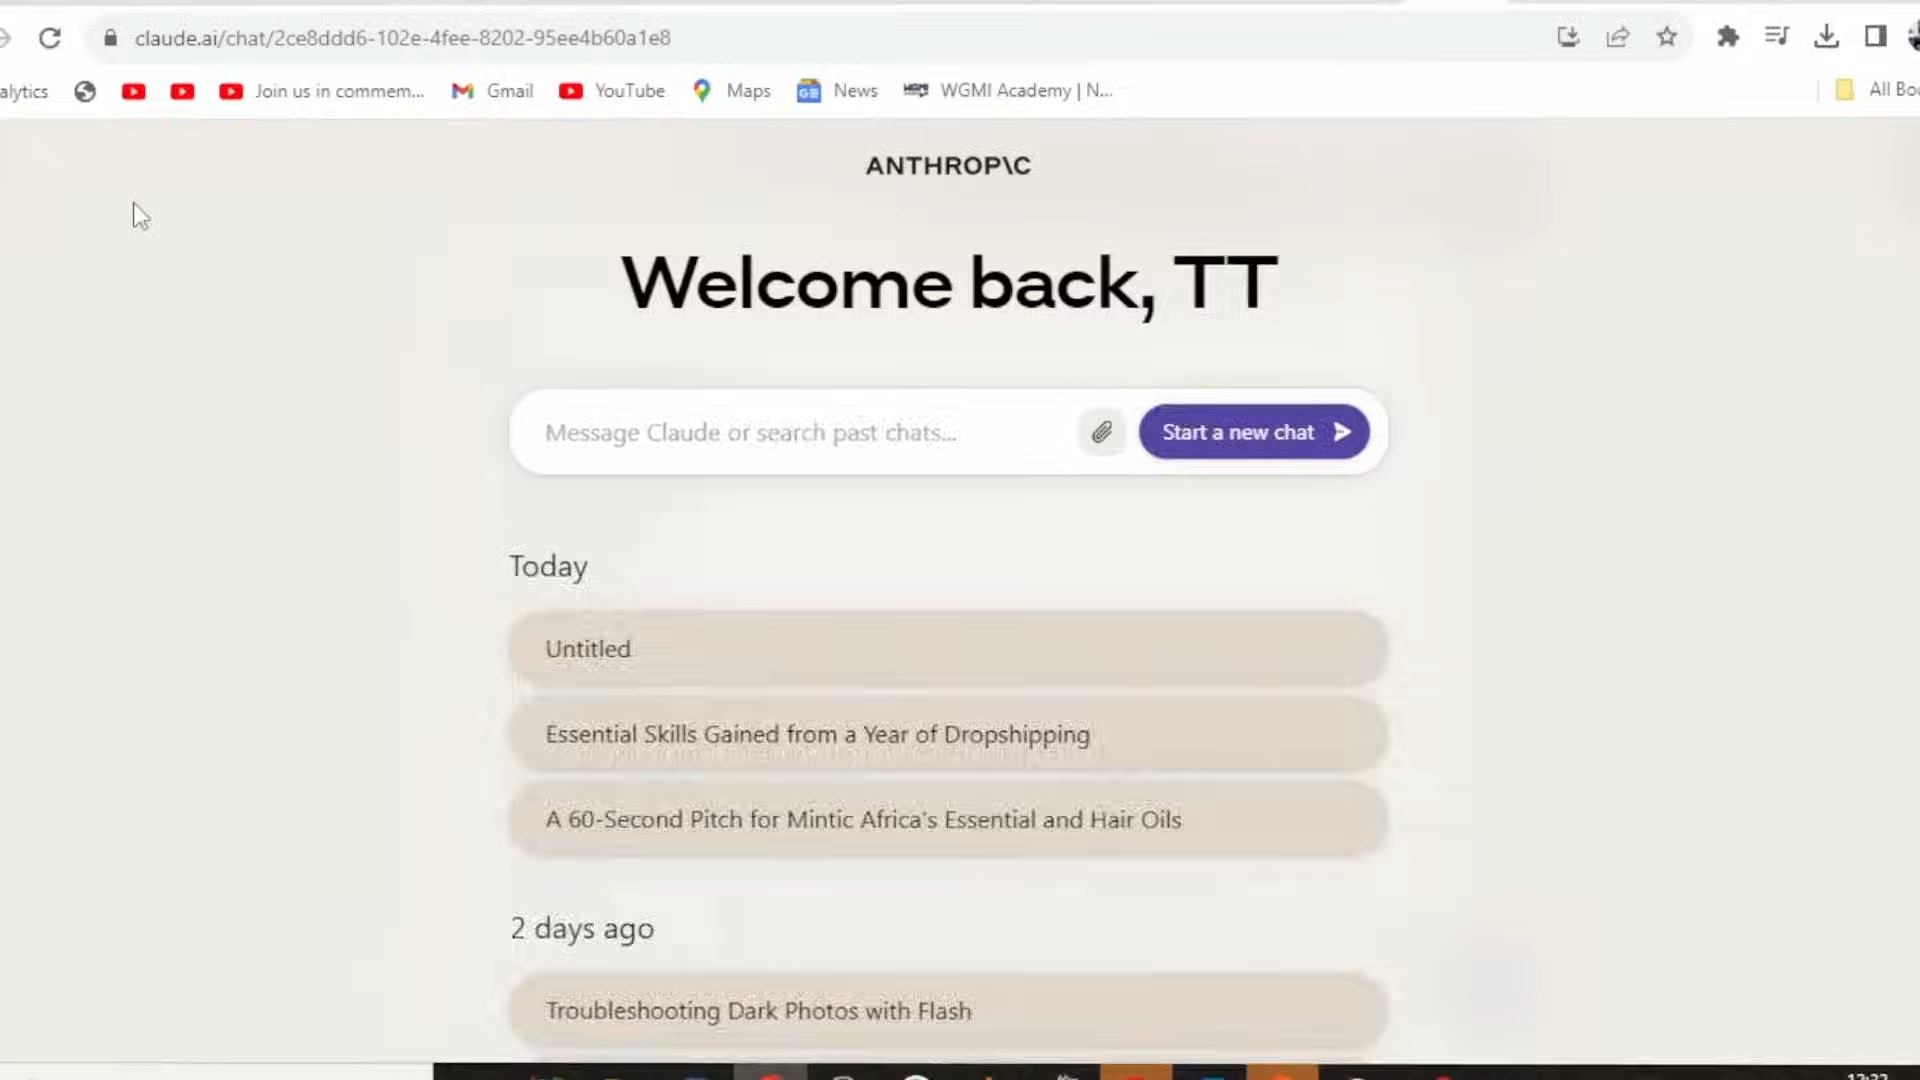 claude.ai/chat/2ce8ddd6-102e-4fee-8202-95ee4b60a1e8
alytics Join us in commem... Gmail YouTube Maps News WGMI Academy | N... All Boo
ANTHROP\C
Welcome back, TT
Message Claude or search past chats... Start a new chat
Today
Untitled
Essential Skills Gained from a Year of Dropshipping
A 60-Second Pitch for Mintic Africa's Essential and Hair Oils
2 days ago
Troubleshooting Dark Photos with Flash